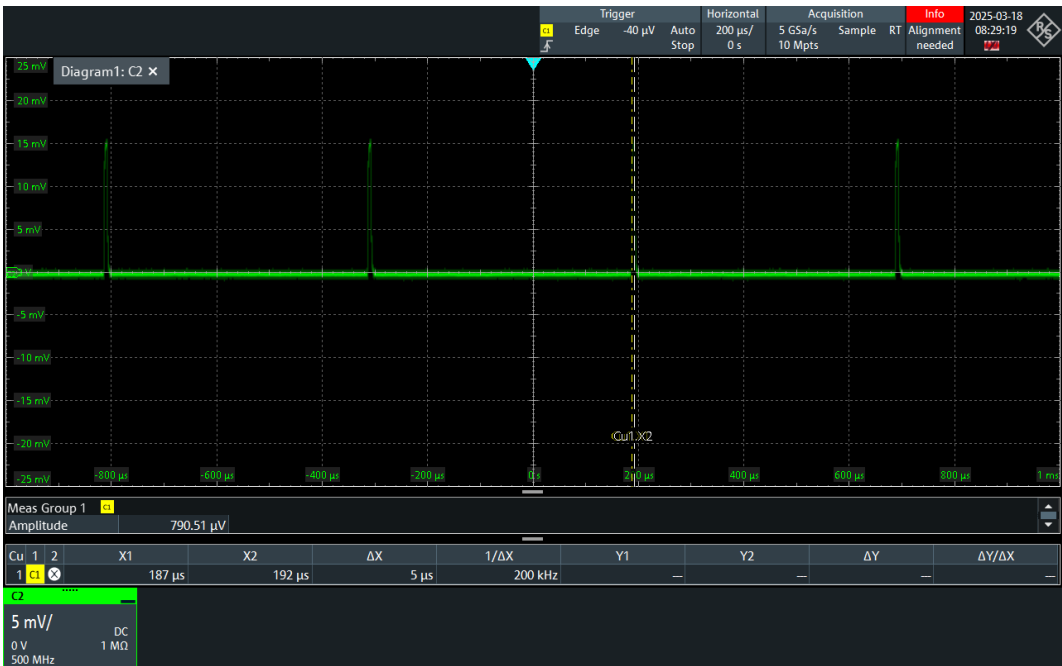 Trigger Horizontal Acquisition Info 2025-03-18
C1 Edge -40 µV Auto 200 µs/ 5 GSa/s Sample RT Alignment 08:29:19
Stop 0 s 10 Mpts needed
R&S
25 mV
Diagram1: C2 ×
20 mV
15 mV
10 mV
5 mV
0 V
-5 mV
-10 mV
-15 mV
-20 mV
Cu1.X2
-25 mV
-800 µs -600 µs -400 µs -200 µs 0 s 200 µs 400 µs 600 µs 800 µs 1 ms
Meas Group 1 C1
Amplitude 790.51 µV
Cu 1 2 X1 X2 ΔX 1/ΔX Y1 Y2 ΔY ΔY/ΔX
1 C1 X 187 µs 192 µs 5 µs 200 kHz --- --- --- ---
C2
5 mV/ DC
0 V 1 MΩ
500 MHz